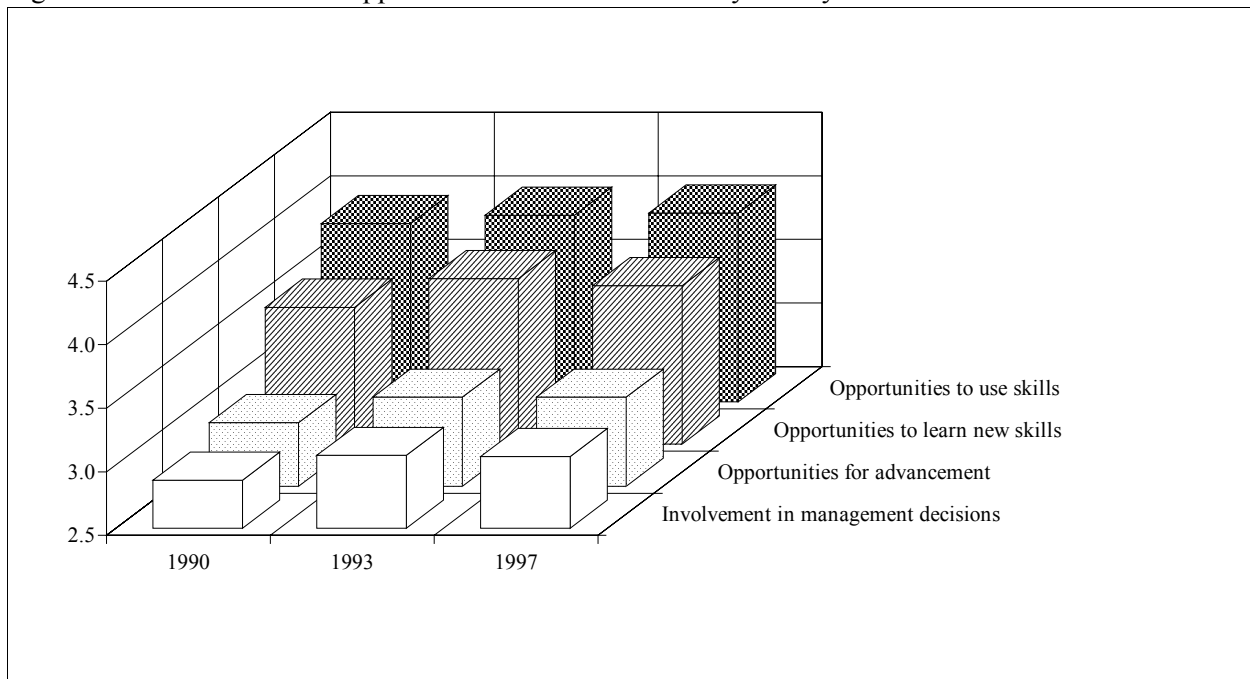 4.5
4.0
3.5
3.0
2.5
1990 1993 1997
Opportunities to use skills
Opportunities to learn new skills
Opportunities for advancement
Involvement in management decisions